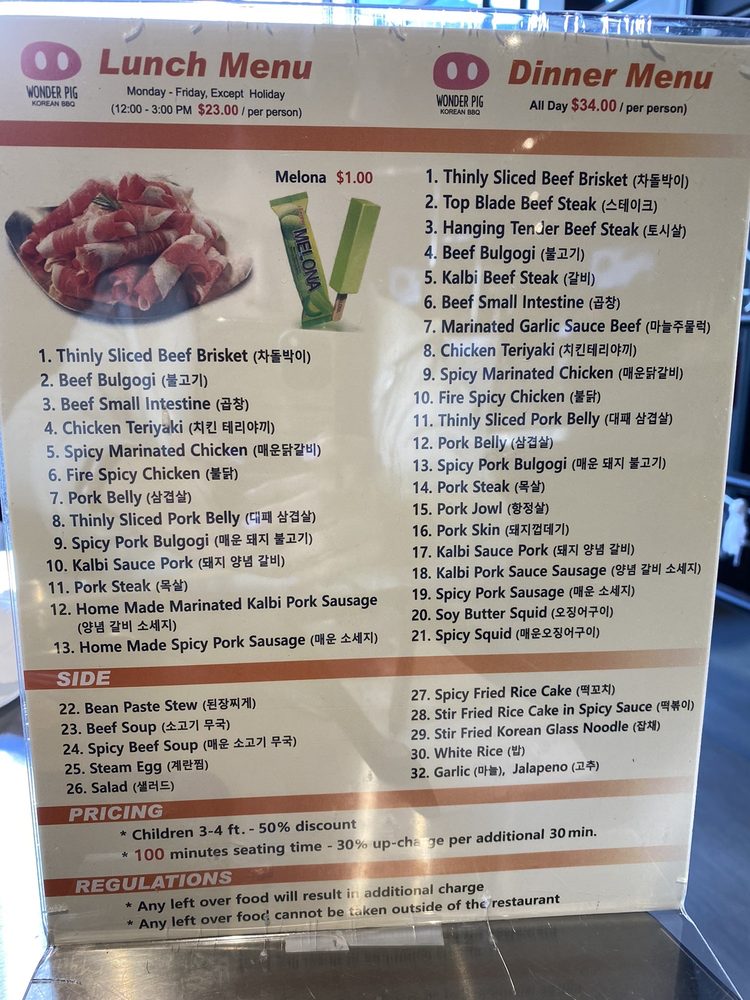 WONDER PIG
KOREAN BBQ
Lunch Menu
Monday - Friday, Except Holiday
(12:00 - 3:00 PM $23.00 / per person)
WONDER PIG
KOREAN BBQ
Dinner Menu
All Day $34.00 / per person)
Melona $1.00
MELONA
1. Thinly Sliced Beef Brisket (차돌박이)
2. Beef Bulgogi (불고기)
3. Beef Small Intestine (곱창)
4. Chicken Teriyaki (치킨 테리야끼)
5. Spicy Marinated Chicken (매운닭갈비)
6. Fire Spicy Chicken (불닭)
7. Pork Belly (삼겹살)
8. Thinly Sliced Pork Belly (대패 삼겹살)
9. Spicy Pork Bulgogi (매운 돼지 불고기)
10. Kalbi Sauce Pork (돼지 양념 갈비)
11. Pork Steak (목살)
12. Home Made Marinated Kalbi Pork Sausage
(양념 갈비 소세지)
13. Home Made Spicy Pork Sausage (매운 소세지)
1. Thinly Sliced Beef Brisket (차돌박이)
2. Top Blade Beef Steak (스테이크)
3. Hanging Tender Beef Steak (토시살)
4. Beef Bulgogi (불고기)
5. Kalbi Beef Steak (갈비)
6. Beef Small Intestine (곱창)
7. Marinated Garlic Sauce Beef (마늘주물럭)
8. Chicken Teriyaki (치킨테리야끼)
9. Spicy Marinated Chicken (매운닭갈비)
10. Fire Spicy Chicken (불닭)
11. Thinly Sliced Pork Belly (대패 삼겹살)
12. Pork Belly (삼겹살)
13. Spicy Pork Bulgogi (매운 돼지 불고기)
14. Pork Steak (목살)
15. Pork Jowl (항정살)
16. Pork Skin (돼지껍데기)
17. Kalbi Sauce Pork (돼지 양념 갈비)
18. Kalbi Pork Sauce Sausage (양념 갈비 소세지)
19. Spicy Pork Sausage (매운 소세지)
20. Soy Butter Squid (오징어구이)
21. Spicy Squid (매운오징어구이)
SIDE
22. Bean Paste Stew (된장찌게)
23. Beef Soup (소고기 무국)
24. Spicy Beef Soup (매운 소고기 무국)
25. Steam Egg (계란찜)
26. Salad (샐러드)
27. Spicy Fried Rice Cake (떡꼬치)
28. Stir Fried Rice Cake in Spicy Sauce (떡볶이)
29. Stir Fried Korean Glass Noodle (잡채)
30. White Rice (밥)
32. Garlic (마늘), Jalapeno (고추)
PRICING
* Children 3-4 ft. - 50% discount
* 100 minutes seating time - 30% up-charge per additional 30 min.
REGULATIONS
* Any left over food will result in additional charge
* Any left over food cannot be taken outside of the restaurant